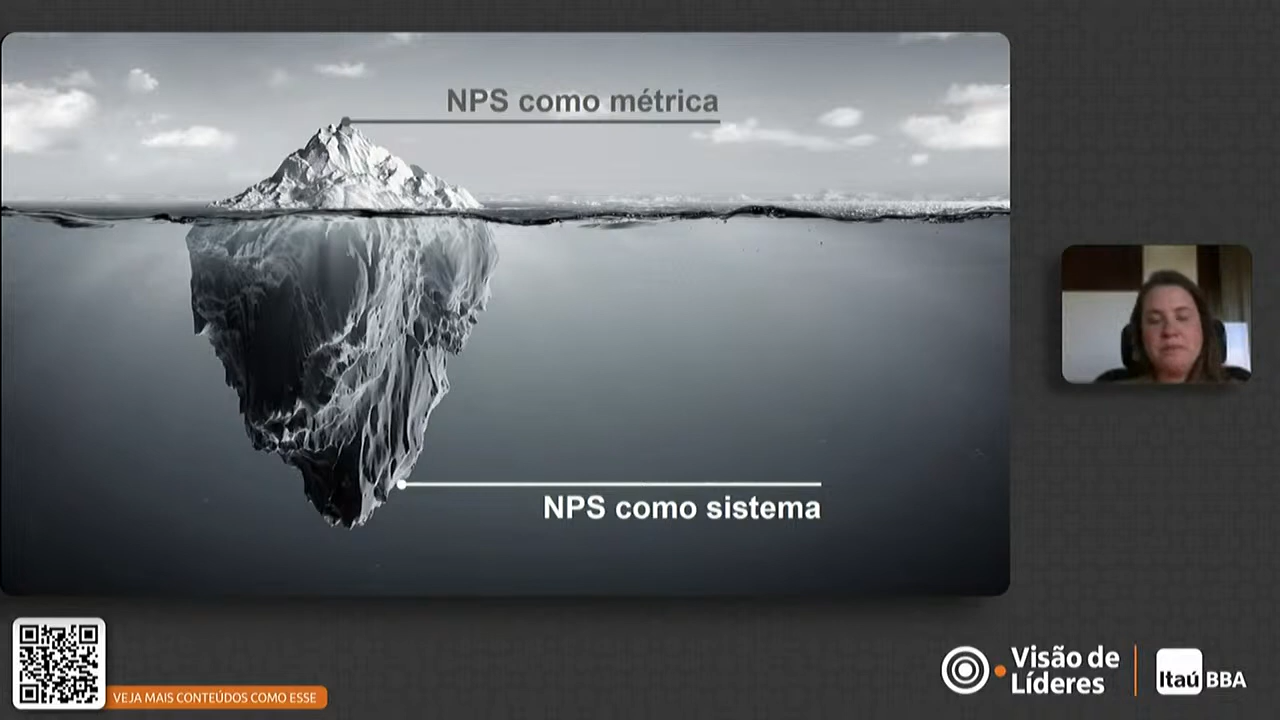 NPS como métrica
NPS como sistema
VEJA MAIS CONTEÚDOS COMO ESSE
Visão de
Líderes
Itaú BBA